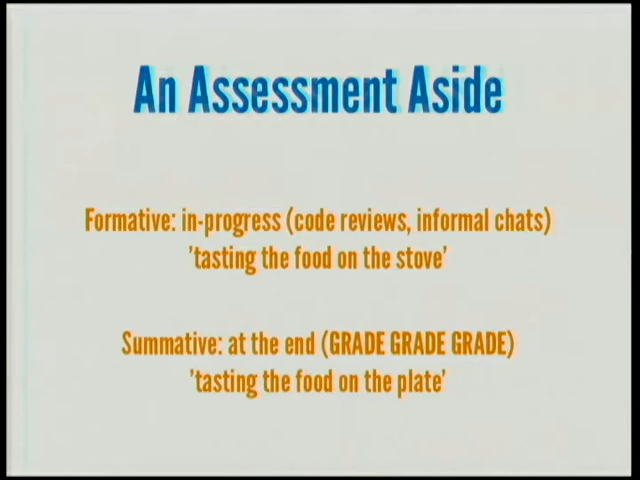 An Assessment Aside
Formative: in-progress (code reviews, informal chats)
'tasting the food on the stove'
Summative: at the end (GRADE GRADE GRADE)
'tasting the food on the plate'